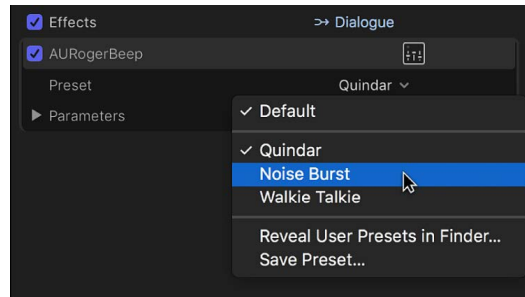 Effects
Dialogue
AURogerBeep
Preset
Quindar
Parameters
Default
Quindar
Noise Burst
Walkie Talkie
Reveal User Presets in Finder...
Save Preset...